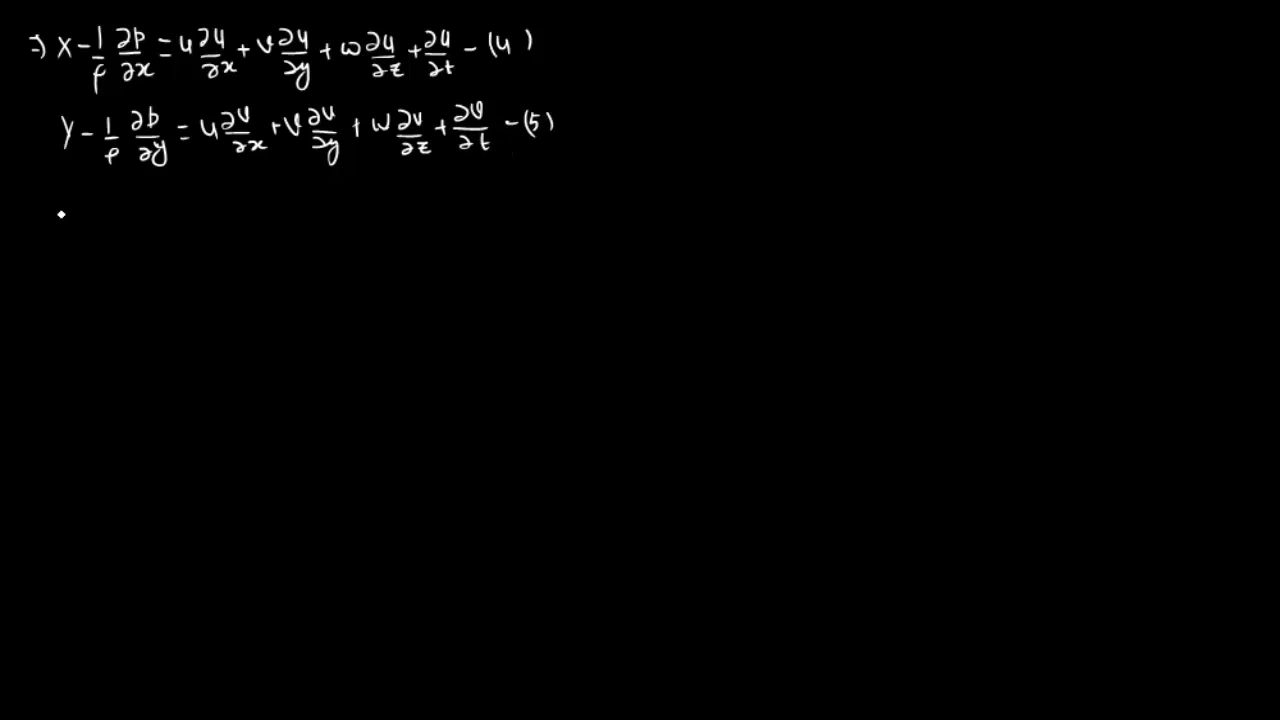 ⇒ X - 1/ρ ∂p/∂x = u ∂u/∂x + v ∂u/∂y + w ∂u/∂z + ∂u/∂t - (4)
Y - 1/ρ ∂p/∂y = u ∂v/∂x + v ∂v/∂y + w ∂v/∂z + ∂v/∂t - (5)